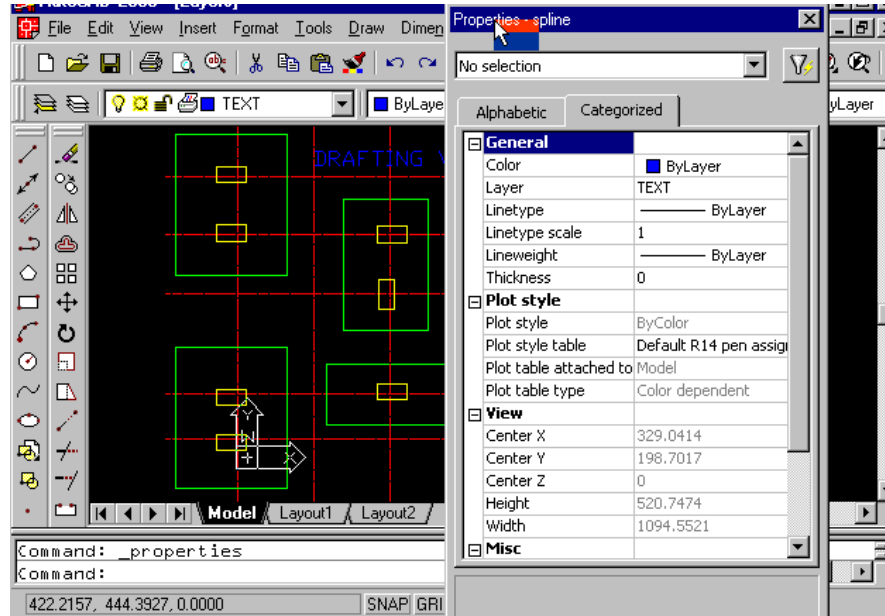 Properties - spline
File Edit View Insert Format Tools Draw Dimen
No selection
TEXT
ByLaye
yLayer
Alphabetic Categorized
DRAFTING
General
Color ByLayer
Layer TEXT
Linetype ByLayer
Linetype scale 1
Lineweight ByLayer
Thickness 0
Plot style
Plot style ByColor
Plot style table Default R14 pen assig
Plot table attached to Model
Plot table type Color dependent
View
Center X 329.0414
Center Y 198.7017
Center Z 0
Height 520.7474
Width 1094.5521
Misc
Y
W
X
Model Layout1 Layout2
Command: _properties
Command:
422.2157, 444.3927, 0.0000 SNAP GRI